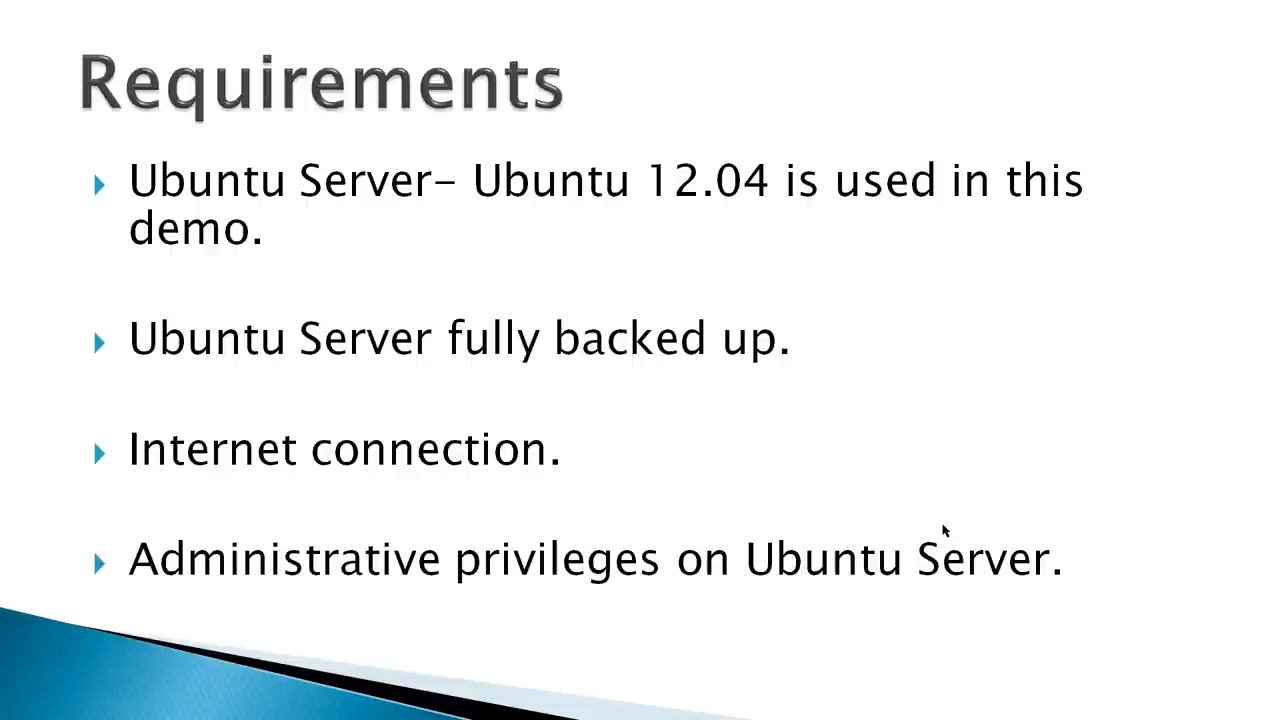 Requirements
Ubuntu Server- Ubuntu 12.04 is used in this
demo.
Ubuntu Server fully backed up.
Internet connection.
Administrative privileges on Ubuntu Server.